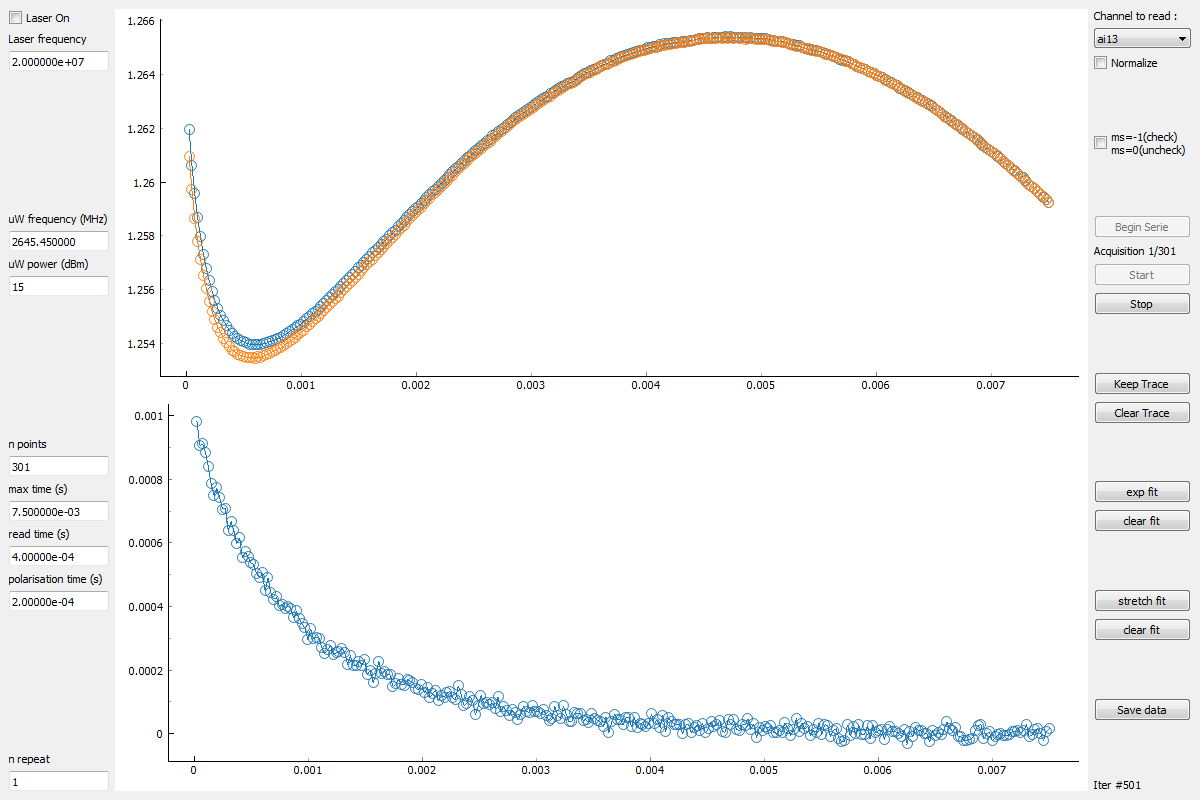 Laser On
Laser frequency
2.000000e+07
uW frequency (MHz)
2645.450000
uW power (dBm)
15
n points
301
max time (s)
7.500000e-03
read time (s)
4.00000e-04
polarisation time (s)
2.00000e-04
n repeat
1
1.266
1.264
1.262
1.26
1.258
1.256
1.254
0
0.001
0.002
0.003
0.004
0.005
0.006
0.007
0.001
0.0008
0.0006
0.0004
0.0002
0
0
0.001
0.002
0.003
0.004
0.005
0.006
0.007
Channel to read :
ai13
Normalize
ms=-1(check)
ms=0(uncheck)
Begin Serie
Acquisition 1/301
Start
Stop
Keep Trace
Clear Trace
exp fit
clear fit
stretch fit
clear fit
Save data
Iter #501